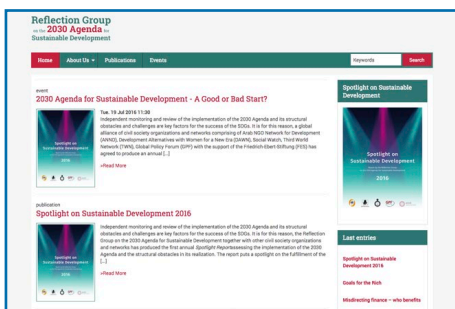 Reflection Group
on the 2030 Agenda for
Sustainable Development
Home About Us Publications Events
Keywords Search
event
2030 Agenda for Sustainable Development - A Good or Bad Start?
Tue. 19 Jul 2016 11:30
Independent monitoring and review of the implementation of the 2030 Agenda and its structural
obstacles and challenges are key factors for the success of the SDGs. It is for this reason, a global
alliance of civil society organizations and networks comprising of Arab NGO Network for Development
(ANND), Development Alternatives with Women for a New Era (DAWN), Social Watch, Third World
Network (TWN), Global Policy Forum (GPF) with the support of the Friedrich-Ebert-Stiftung (FES) has
agreed to produce an annual [...]
»Read More
Spotlight on
Sustainable Development
2016
publication
Spotlight on Sustainable Development 2016
Independent monitoring and review of the implementation of the 2030 Agenda and its structural
obstacles and challenges are key factors for the success of the SDGs. It is for this reason, the Reflection
Group on the 2030 Agenda for Sustainable Development together with other civil society organizations
and networks has produced the first annual Spotlight Reportassessing the implementation of the 2030
Agenda and the structural obstacles in its realization. The report puts a spotlight on the fulfillment of the
[...]
»Read More
Spotlight on
Sustainable Development
2016
Spotlight on Sustainable
Development
Spotlight on
Sustainable Development
2016
Last entries
Spotlight on Sustainable
Development 2016
Goals for the Rich
Misdirecting finance – who benefits